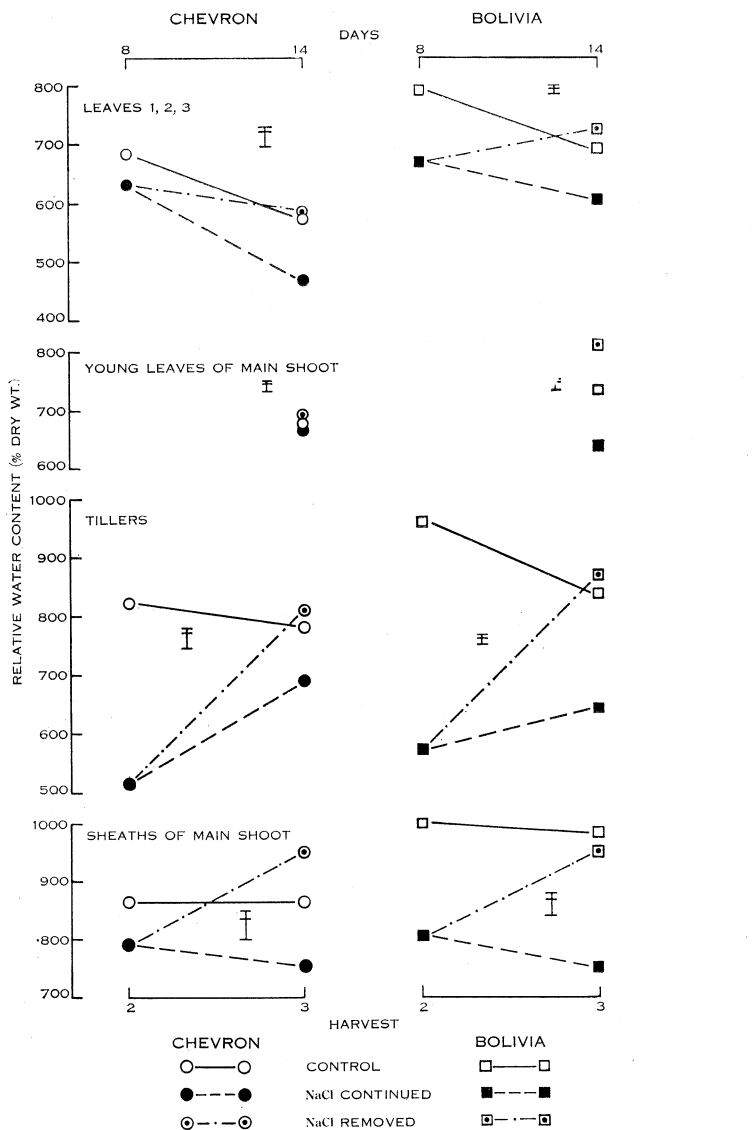 CHEVRON BOLIVIA
DAYS
8 14 8 14
800
LEAVES 1, 2, 3
700
600
500
400
800
YOUNG LEAVES OF MAIN SHOOT
700
600
RELATIVE WATER CONTENT (% DRY WT.)
1000
TILLERS
900
800
700
600
500
1000
SHEATHS OF MAIN SHOOT
900
800
700
2 3 2 3
HARVEST
CHEVRON BOLIVIA
CONTROL
NaCl CONTINUED
NaCl REMOVED